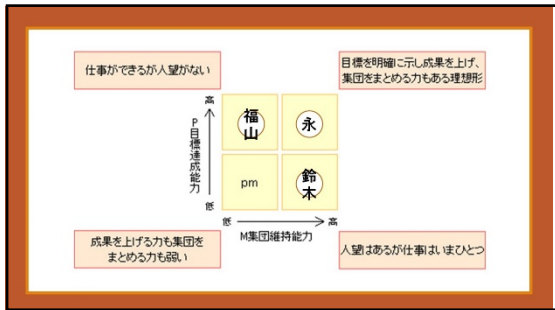 仕事ができるが人望がない
目標を明確に示し成果を上げ、
集団をまとめる力もある理想形
高
P目標達成能力
低
福山
永
pm
鈴木
低
高
M集団維持能力
成果を上げる力も集団を
まとめる力も弱い
人望はあるが仕事はいまひとつ